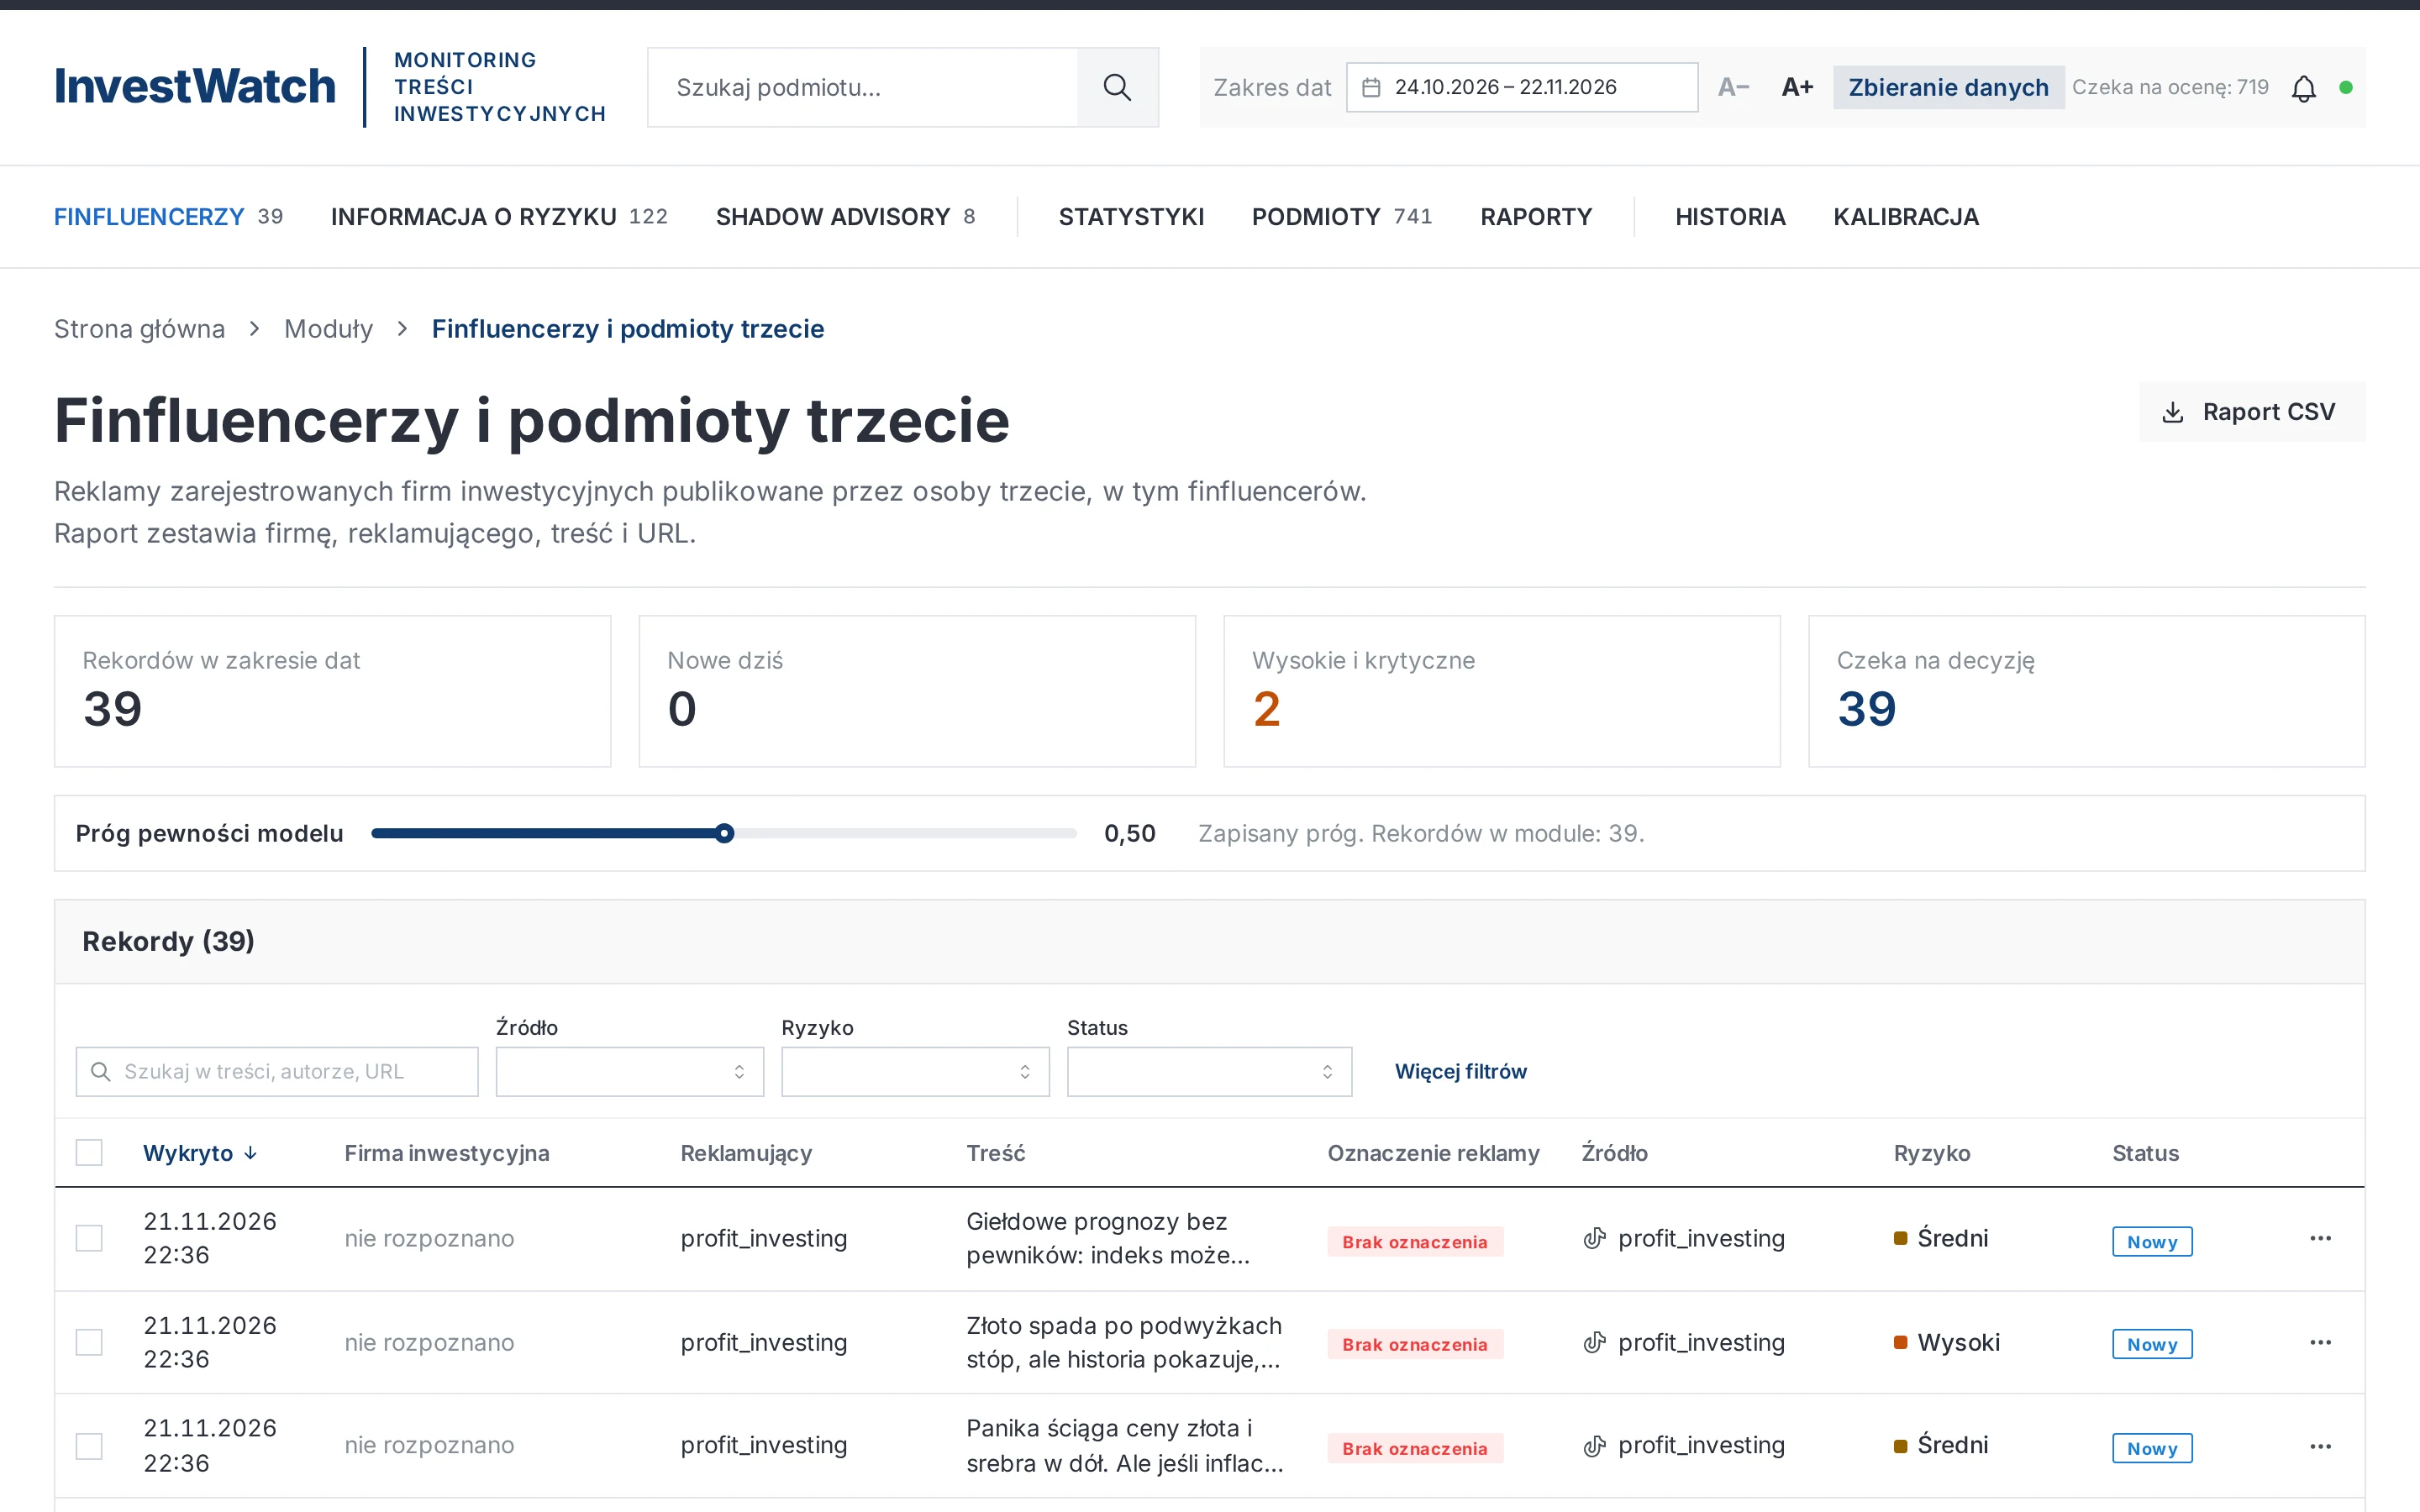 InvestWatch
MONITORING
TREŚCI
INWESTYCYJNYCH
Szukaj podmiotu...
Zakres dat
24.10.2026 – 22.11.2026
A−
A+
Zbieranie danych
Czeka na ocenę: 719
FINFLUENCERZY 39
INFORMACJA O RYZYKU 122
SHADOW ADVISORY 8
STATYSTYKI
PODMIOTY 741
RAPORTY
HISTORIA
KALIBRACJA
Strona główna
Moduły
Finfluencerzy i podmioty trzecie
Finfluencerzy i podmioty trzecie
Raport CSV
Reklamy zarejestrowanych firm inwestycyjnych publikowane przez osoby trzecie, w tym finfluencerów.
Raport zestawia firmę, reklamującego, treść i URL.
Rekordów w zakresie dat
39
Nowe dziś
0
Wysokie i krytyczne
2
Czeka na decyzję
39
Próg pewności modelu
0,50
Zapisany próg. Rekordów w module: 39.
Rekordy (39)
Szukaj w treści, autorze, URL
Źródło
Ryzyko
Status
Więcej filtrów
Wykryto
Firma inwestycyjna
Reklamujący
Treść
Oznaczenie reklamy
Źródło
Ryzyko
Status
21.11.2026
22:36
nie rozpoznano
profit_investing
Giełdowe prognozy bez
pewników: indeks może...
Brak oznaczenia
profit_investing
Średni
Nowy
21.11.2026
22:36
nie rozpoznano
profit_investing
Złoto spada po podwyżkach
stóp, ale historia pokazuje,...
Brak oznaczenia
profit_investing
Wysoki
Nowy
21.11.2026
22:36
nie rozpoznano
profit_investing
Panika ściąga ceny złota i
srebra w dół. Ale jeśli inflac...
Brak oznaczenia
profit_investing
Średni
Nowy